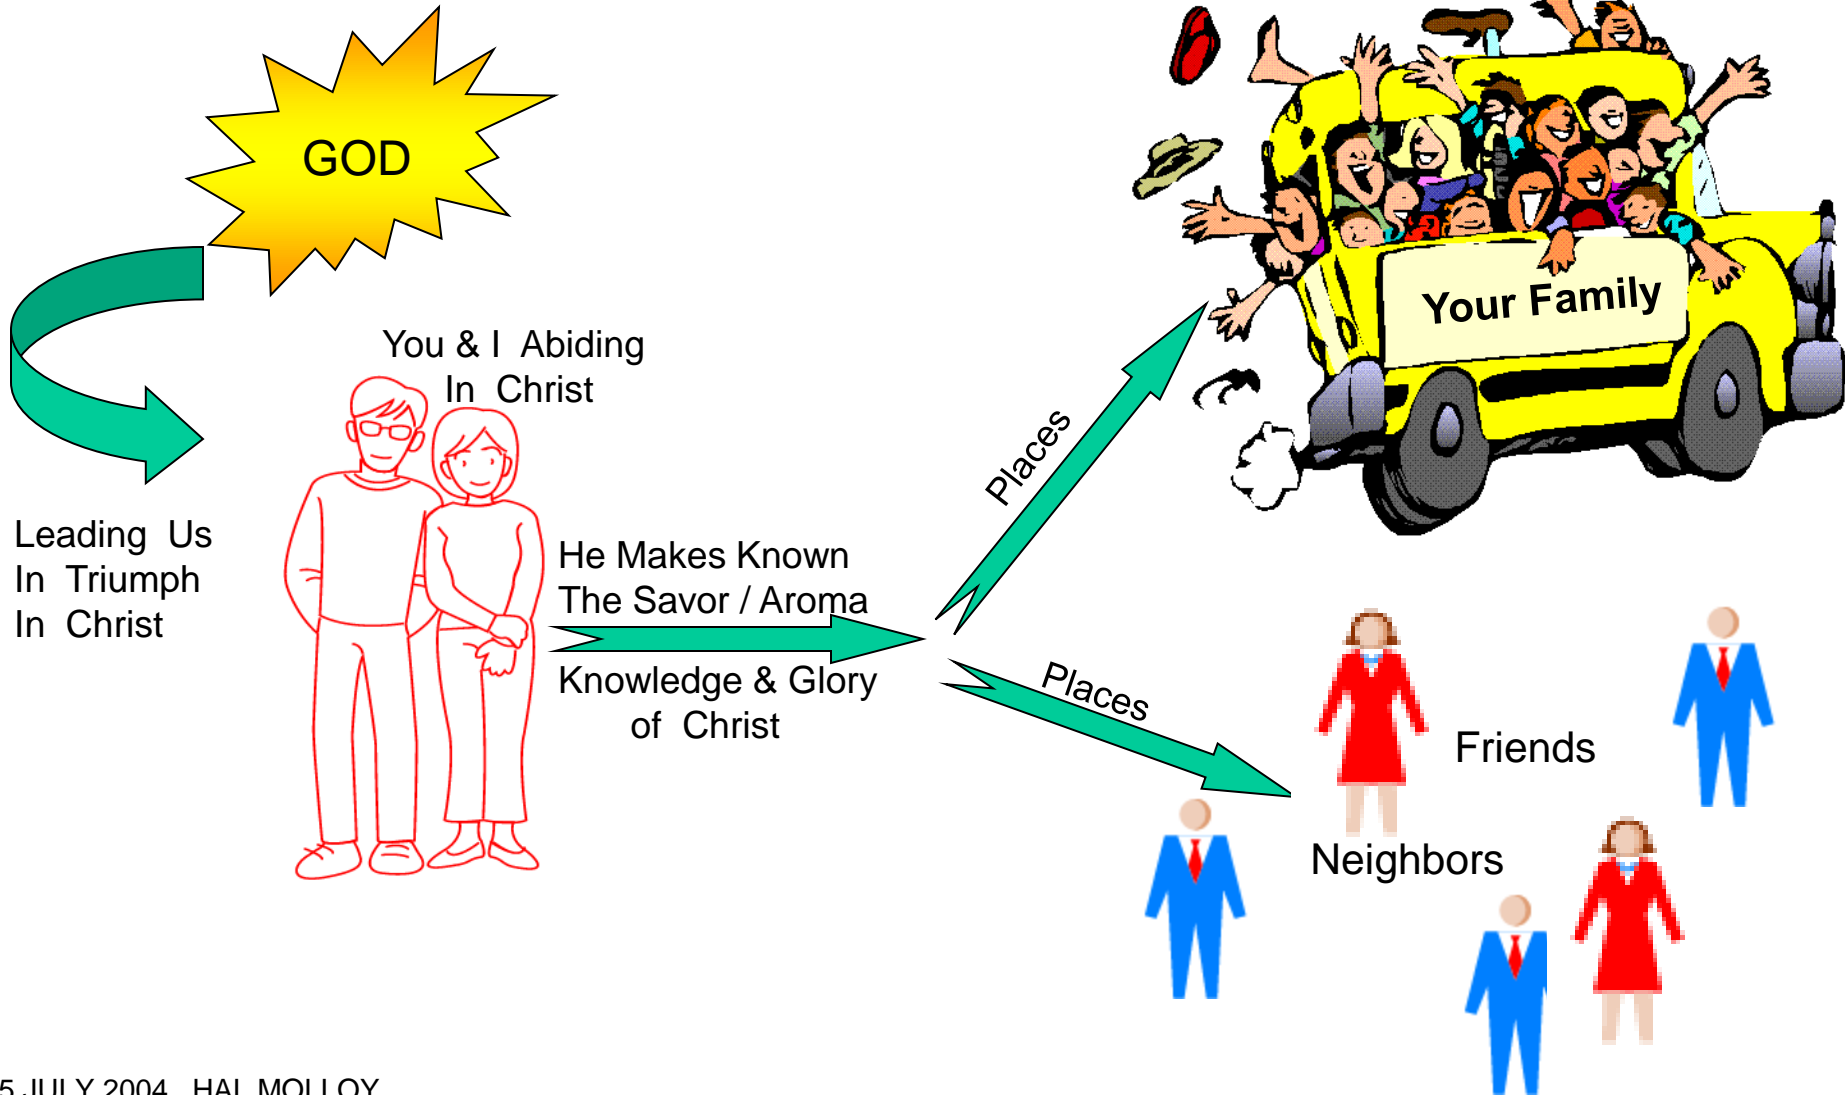 GOD
You & I Abiding
In Christ
Leading Us
In Triumph
In Christ
He Makes Known
The Savor / Aroma
Knowledge & Glory
of Christ
Places
Places
Your Family
Friends
Neighbors
5 JULY 2004 HAL MOLLOY